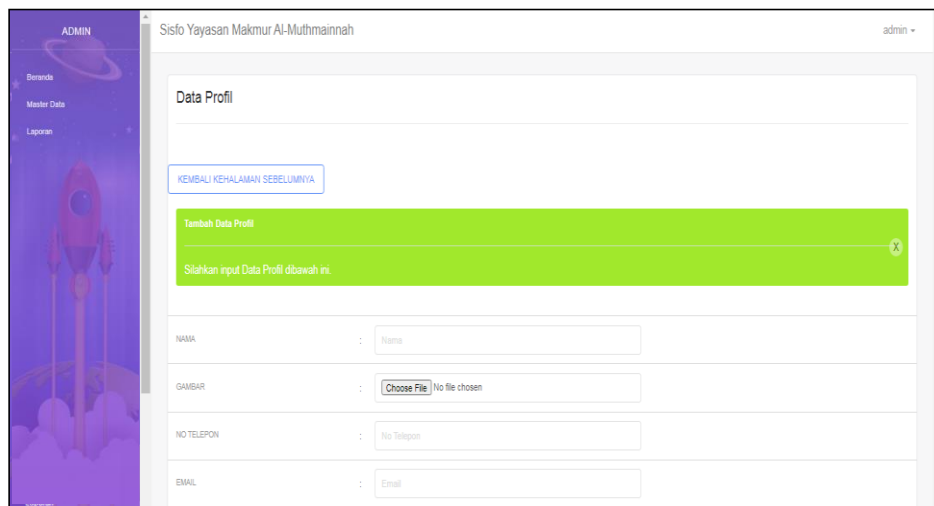 ADMIN
Sisfo Yayasan Makmur Al-Muthmainnah
admin
Beranda
Master Data
Laporan
Data Profil
KEMBALI KEHALAMAN SEBELUMNYA
Tambah Data Profil
X
Silahkan input Data Profil dibawah ini.
NAMA : Nama
GAMBAR : Choose File No file chosen
NO TELEPON : No Telepon
EMAIL : Email